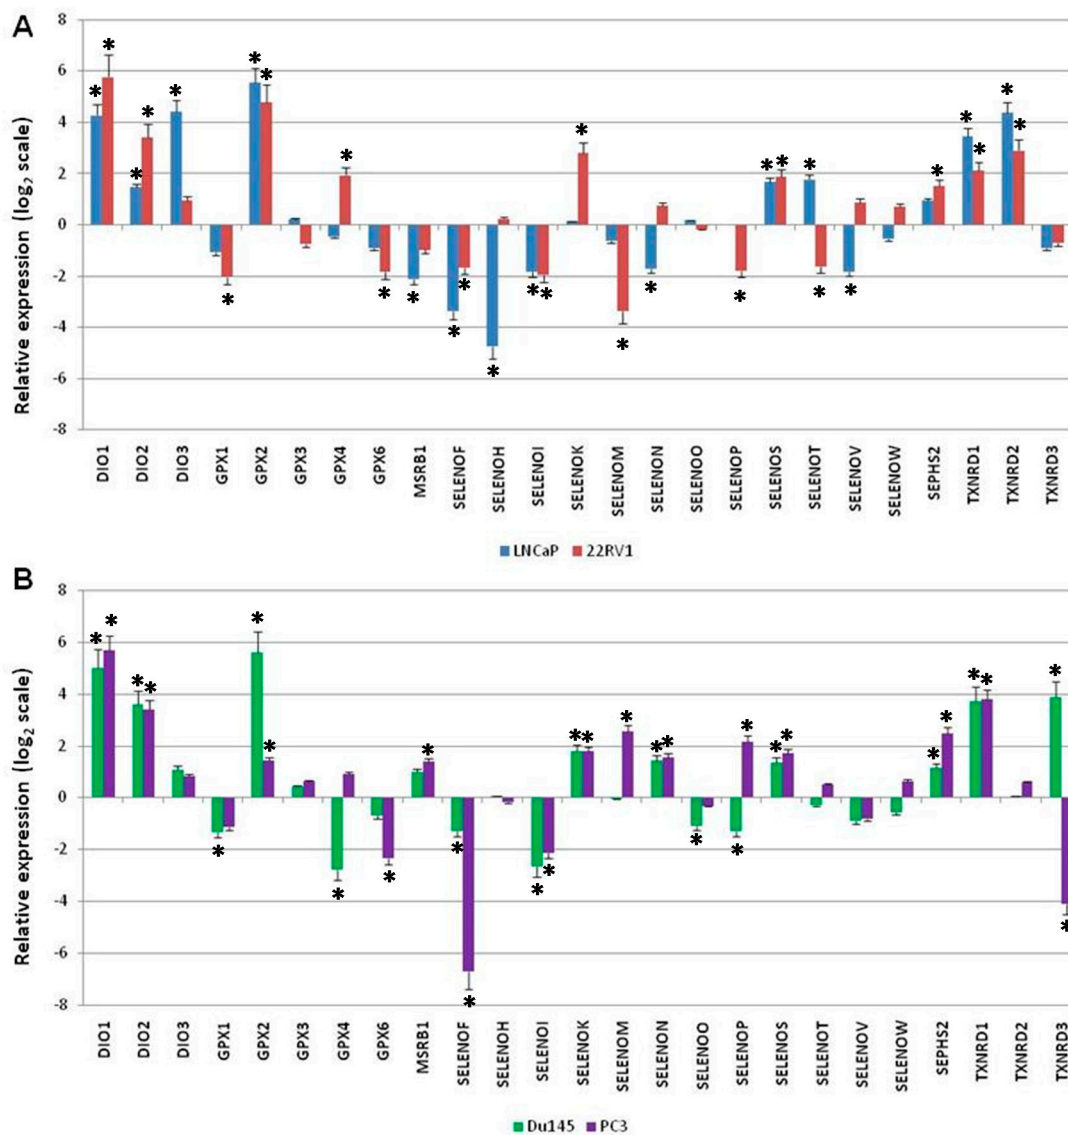 A
Relative expression (log2 scale)
8
6
4
2
0
-2
-4
-6
-8
DIO1 DIO2 DIO3 GPX1 GPX2 GPX3 GPX4 GPX6 MSRB1 SELENOF SELENOH SELENOI SELENOK SELENOM SELENON SELENOO SELENOP SELENOS SELENOT SELENOV SELENOW SEPHS2 TXNRD1 TXNRD2 TXNRD3
LNCaP 22RV1
B
Relative expression (log2 scale)
8
6
4
2
0
-2
-4
-6
-8
DIO1 DIO2 DIO3 GPX1 GPX2 GPX3 GPX4 GPX6 MSRB1 SELENOF SELENOH SELENOI SELENOK SELENOM SELENON SELENOO SELENOP SELENOS SELENOT SELENOV SELENOW SEPHS2 TXNRD1 TXNRD2 TXNRD3
Du145 PC3